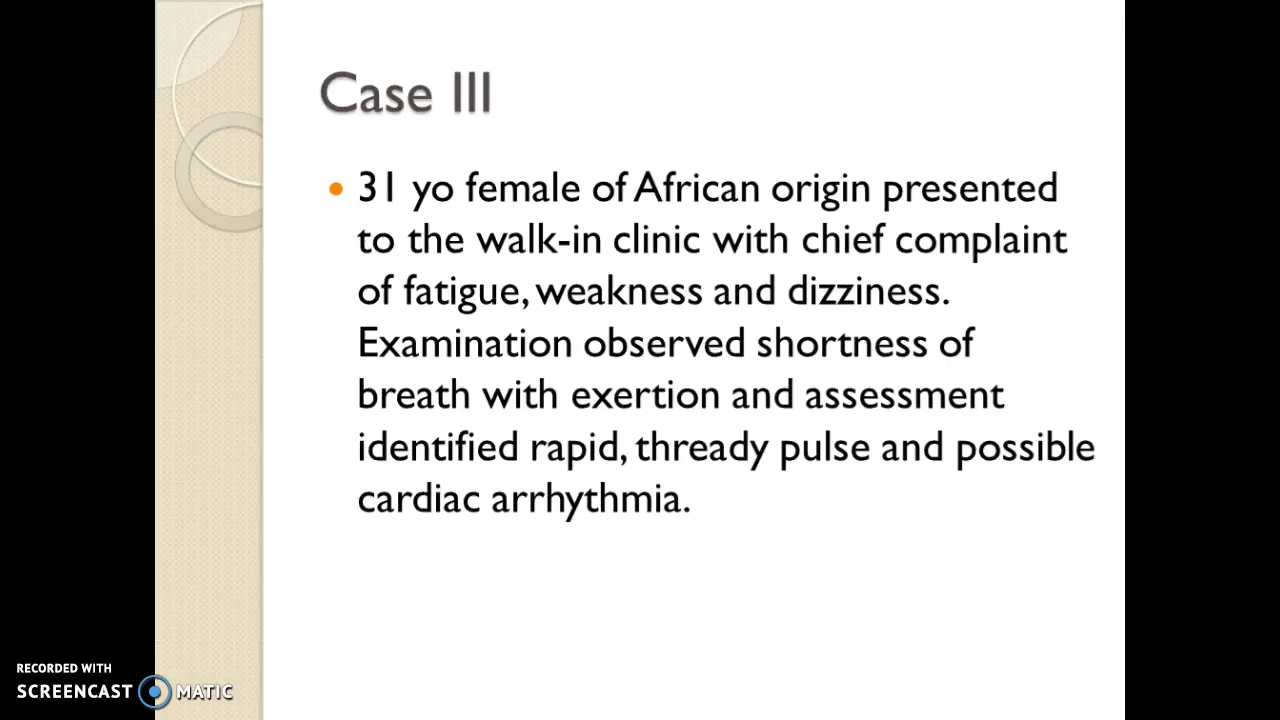 Case III
• 31 yo female of African origin presented
to the walk-in clinic with chief complaint
of fatigue, weakness and dizziness.
Examination observed shortness of
breath with exertion and assessment
identified rapid, thready pulse and possible
cardiac arrhythmia.
RECORDED WITH
SCREENCAST MATIC